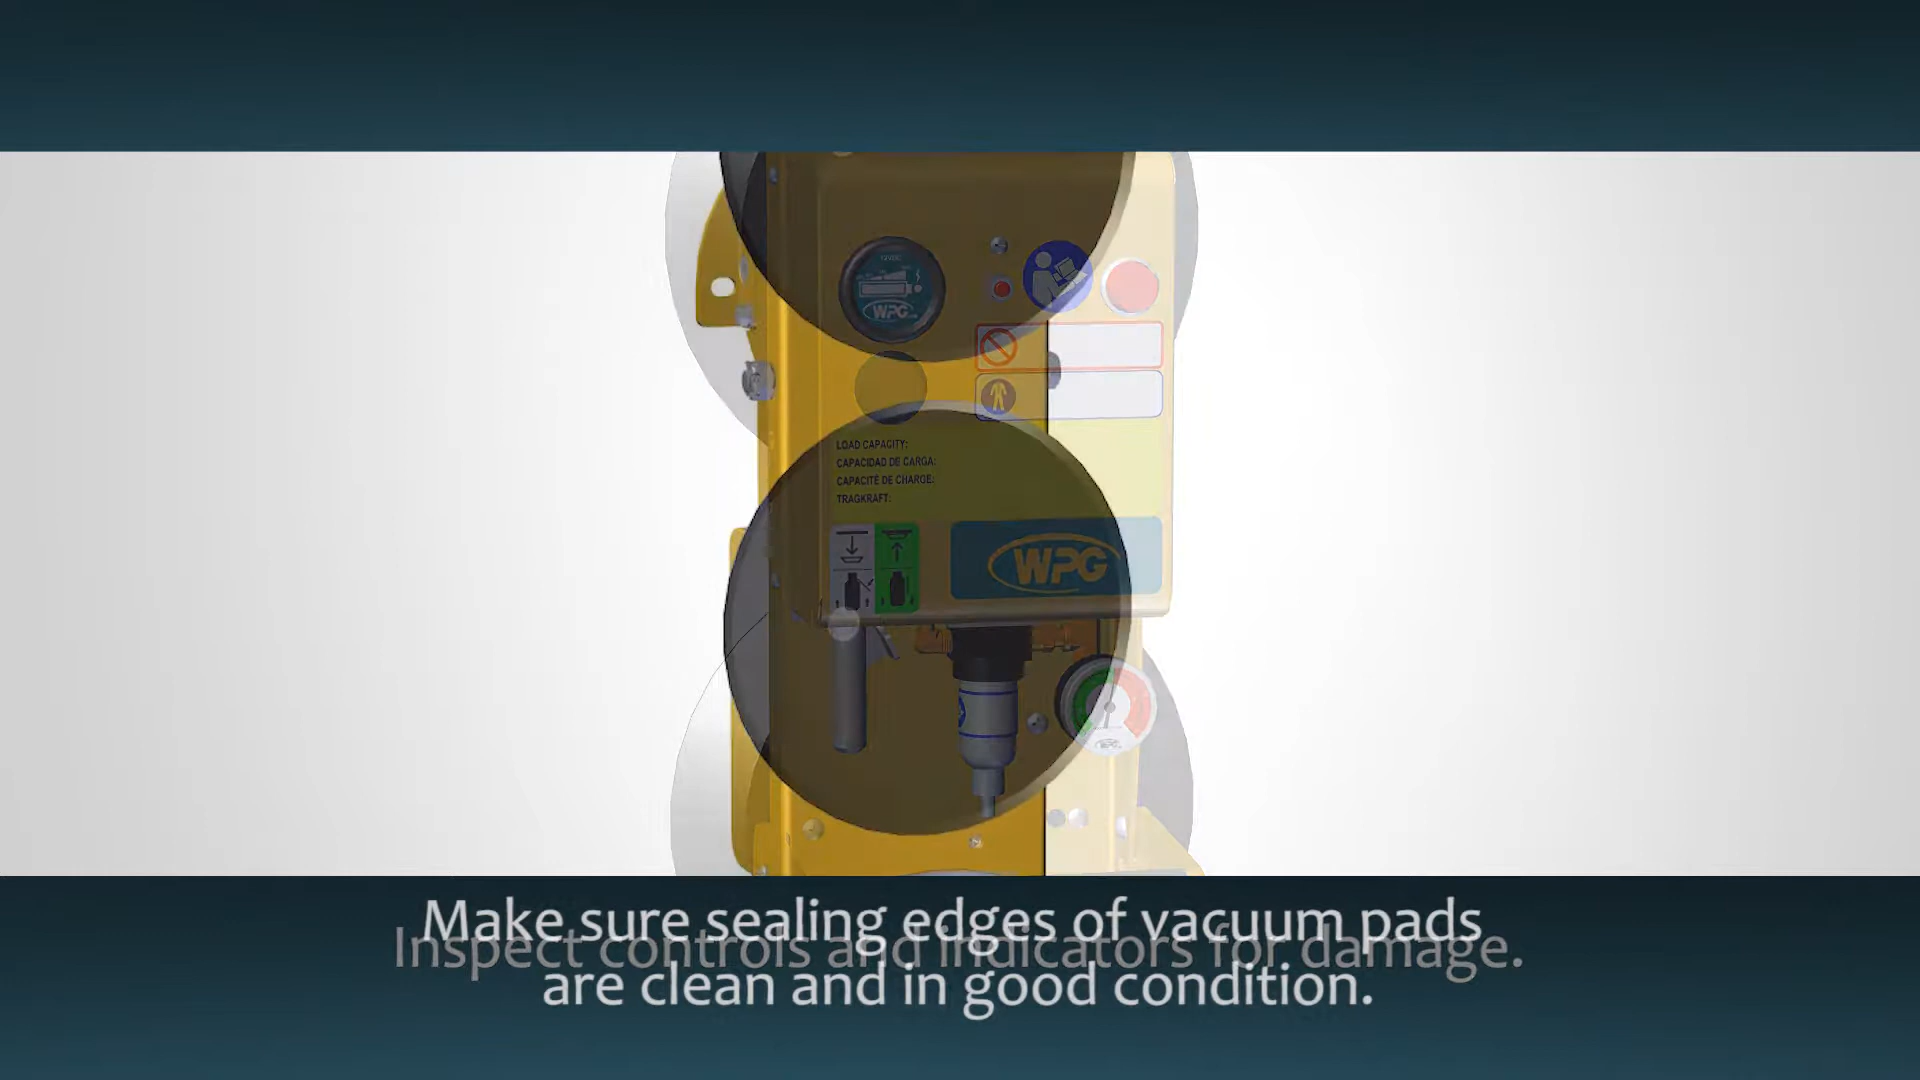 12VDC
WPG
LOAD CAPACITY:
CAPACIDAD DE CARGA:
CAPACITÉ DE CHARGE:
TRAGKRAFT:
WPG
Make sure sealing edges of vacuum pads
Inspect controls and indicators for damage.
are clean and in good condition.